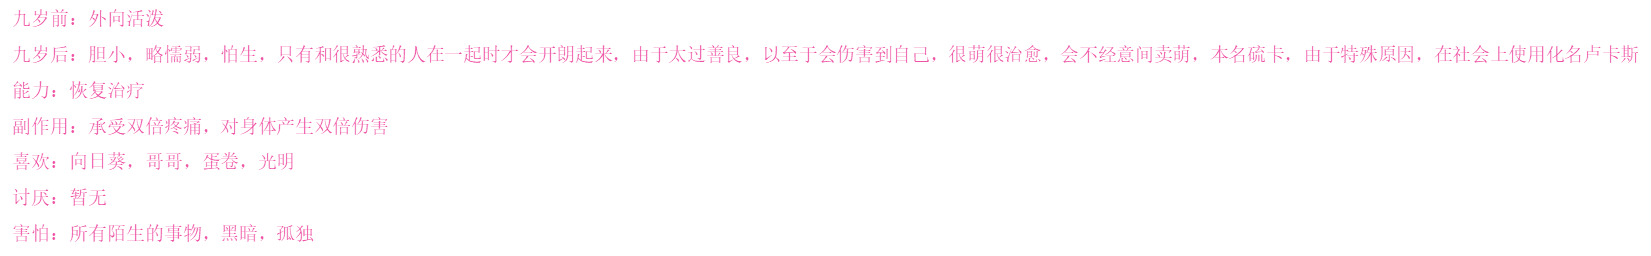 九岁前：外向活泼
九岁后：胆小，略懦弱，怕生，只有和很熟悉的人在一起时才会开朗起来，由于太过善良，以至于会伤害到自己，很萌很治愈，会不经意间卖萌，本名硫卡，由于特殊原因，在社会上使用化名卢卡斯
能力：恢复治疗
副作用：承受双倍疼痛，对身体产生双倍伤害
喜欢：向日葵，哥哥，蛋卷，光明
讨厌：暂无
害怕：所有陌生的事物，黑暗，孤独